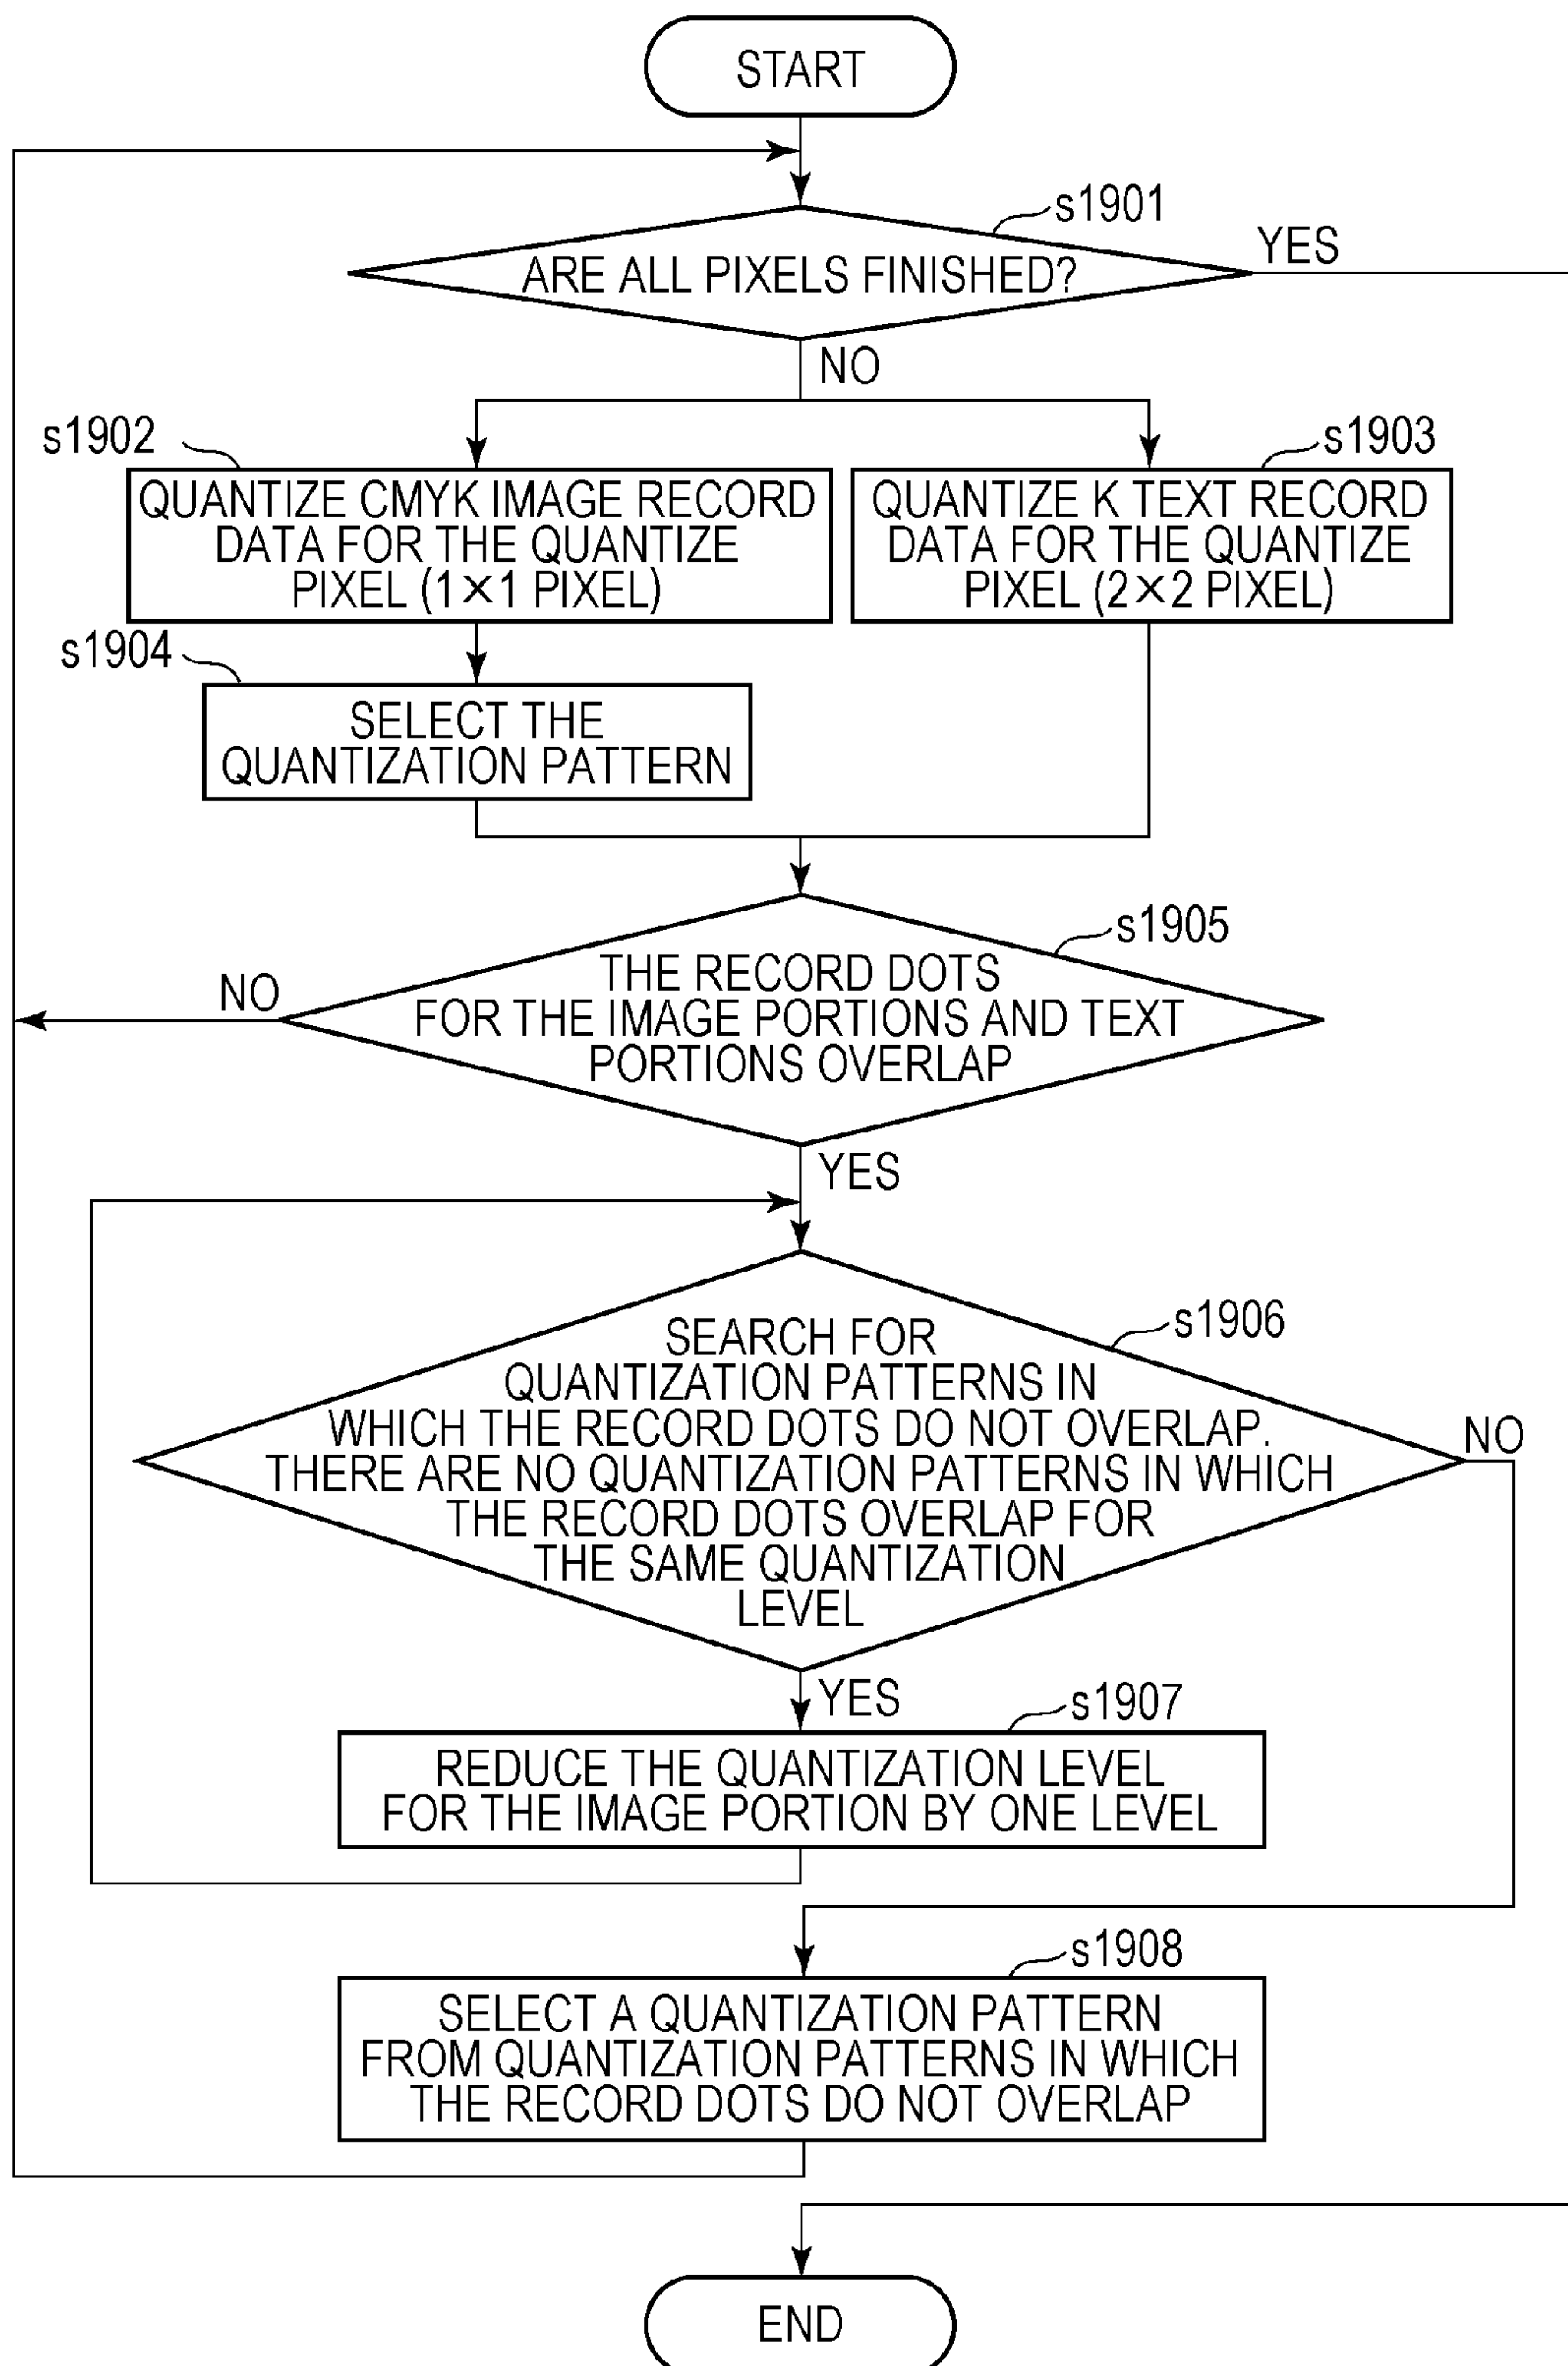 START
s1901
ARE ALL PIXELS FINISHED?
YES
NO
s1902
QUANTIZE CMYK IMAGE RECORD
DATA FOR THE QUANTIZE
PIXEL (1×1 PIXEL)
s1903
QUANTIZE K TEXT RECORD
DATA FOR THE QUANTIZE
PIXEL (2×2 PIXEL)
s1904
SELECT THE
QUANTIZATION PATTERN
s1905
THE RECORD DOTS
FOR THE IMAGE PORTIONS AND TEXT
PORTIONS OVERLAP
NO
YES
s1906
SEARCH FOR
QUANTIZATION PATTERNS IN
WHICH THE RECORD DOTS DO NOT OVERLAP.
THERE ARE NO QUANTIZATION PATTERNS IN WHICH
THE RECORD DOTS OVERLAP FOR
THE SAME QUANTIZATION
LEVEL
NO
YES
s1907
REDUCE THE QUANTIZATION LEVEL
FOR THE IMAGE PORTION BY ONE LEVEL
s1908
SELECT A QUANTIZATION PATTERN
FROM QUANTIZATION PATTERNS IN WHICH
THE RECORD DOTS DO NOT OVERLAP
END